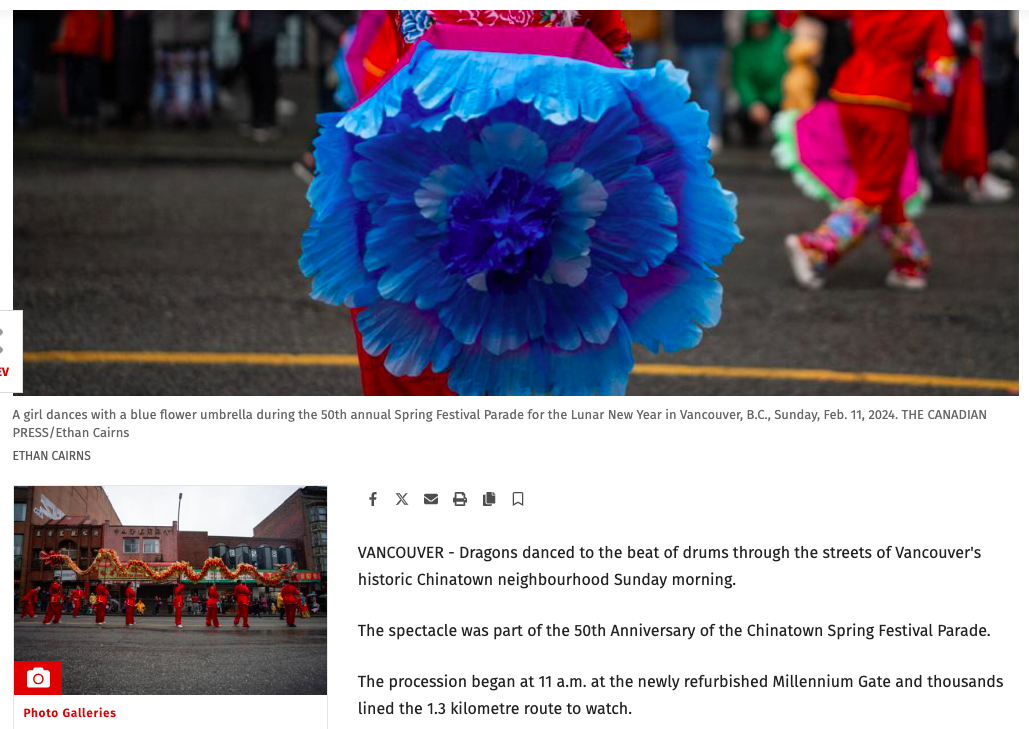 EV
A girl dances with a blue flower umbrella during the 50th annual Spring Festival Parade for the Lunar New Year in Vancouver, B.C., Sunday, Feb. 11, 2024. THE CANADIAN
PRESS/Ethan Cairns
ETHAN CAIRNS
VANCOUVER - Dragons danced to the beat of drums through the streets of Vancouver's
historic Chinatown neighbourhood Sunday morning.
The spectacle was part of the 50th Anniversary of the Chinatown Spring Festival Parade.
The procession began at 11 a.m. at the newly refurbished Millennium Gate and thousands
lined the 1.3 kilometre route to watch.
Photo Galleries